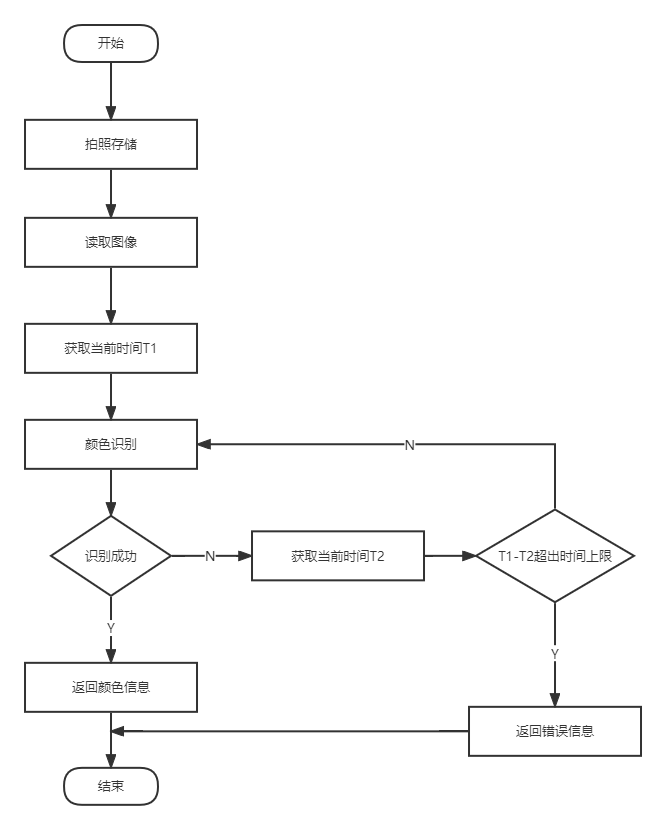 开始
拍照存储
读取图像
获取当前时间T1
颜色识别
N
识别成功
N
获取当前时间T2
T1-T2超出时间上限
Y
Y
返回颜色信息
返回错误信息
结束